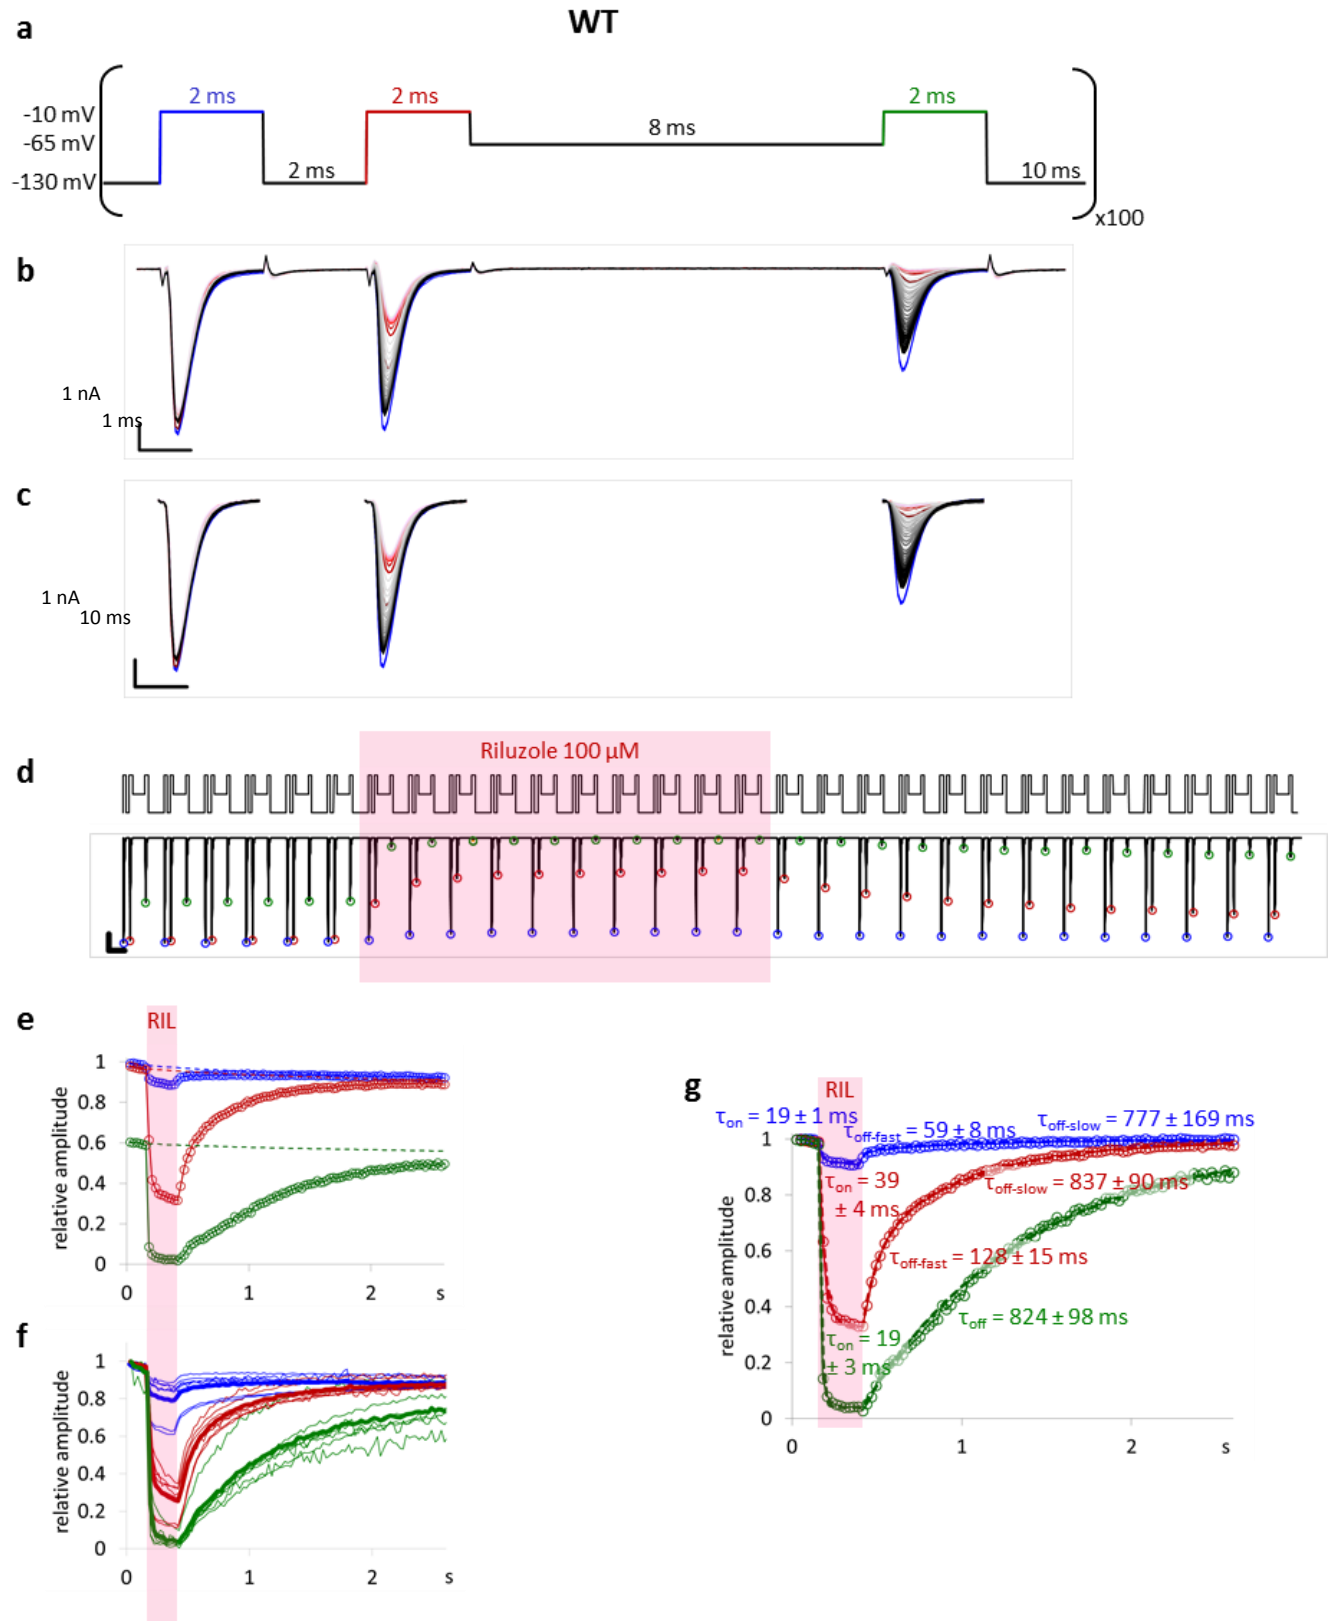 WT
a
2 ms
2 ms
2 ms
-10 mV
8 ms
-65 mV
2 ms
10 ms
-130 mV
x100
b
1 nA
1 ms
c
1 nA
10 ms
d
Riluzole 100 µM
e
RIL
1
0.8
0.6
0.4
0.2
0
relative amplitude
0
1
2
s
f
1
0.8
0.6
0.4
0.2
0
relative amplitude
0
1
2
s
g
RIL
τon = 19 ± 1 ms
τoff-fast = 59 ± 8 ms
τoff-slow = 777 ± 169 ms
τon = 39
± 4 ms
τoff-slow = 837 ± 90 ms
τoff-fast = 128 ± 15 ms
τoff = 824 ± 98 ms
τon = 19
± 3 ms
1
0.8
0.6
0.4
0.2
0
relative amplitude
0
1
2
s